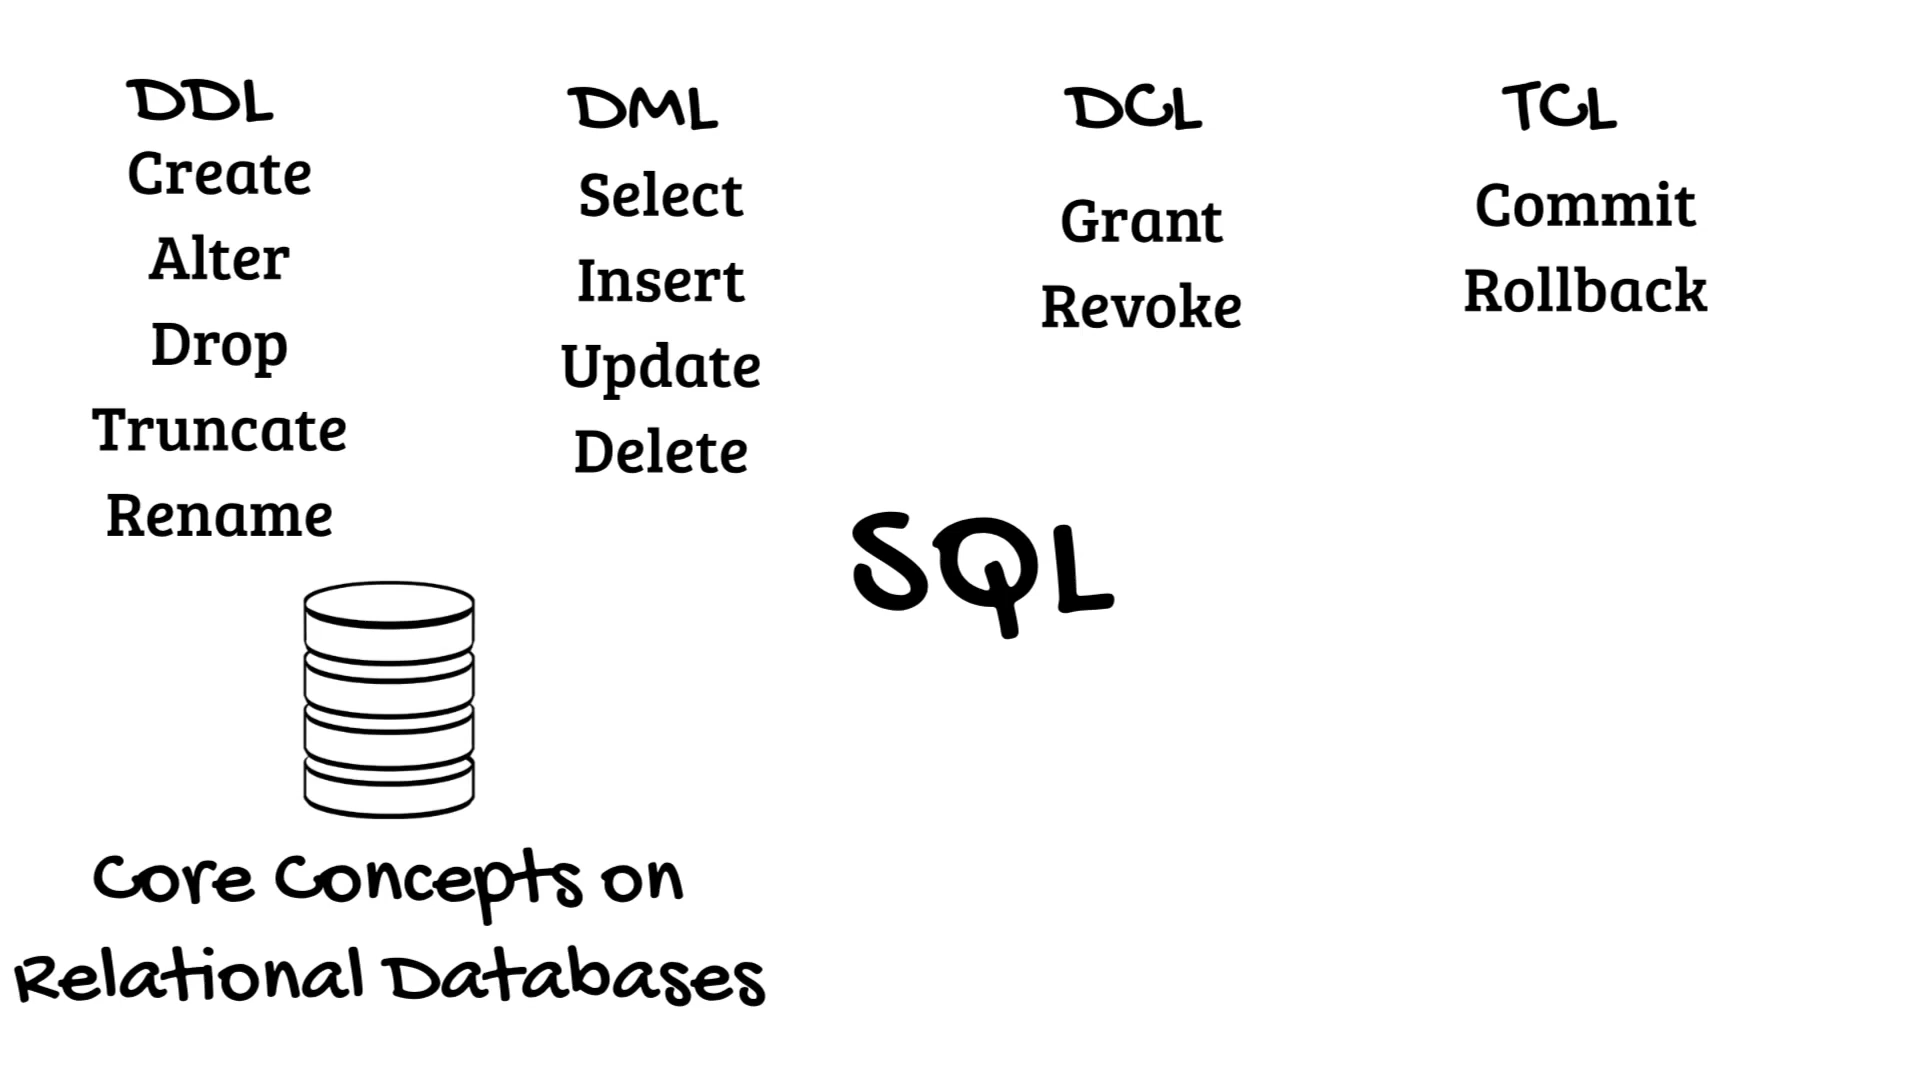 DDL
Create
Alter
Drop
Truncate
Rename
DML
Select
Insert
Update
Delete
DCL
Grant
Revoke
TCL
Commit
Rollback
SQL
Core Concepts on
Relational Databases